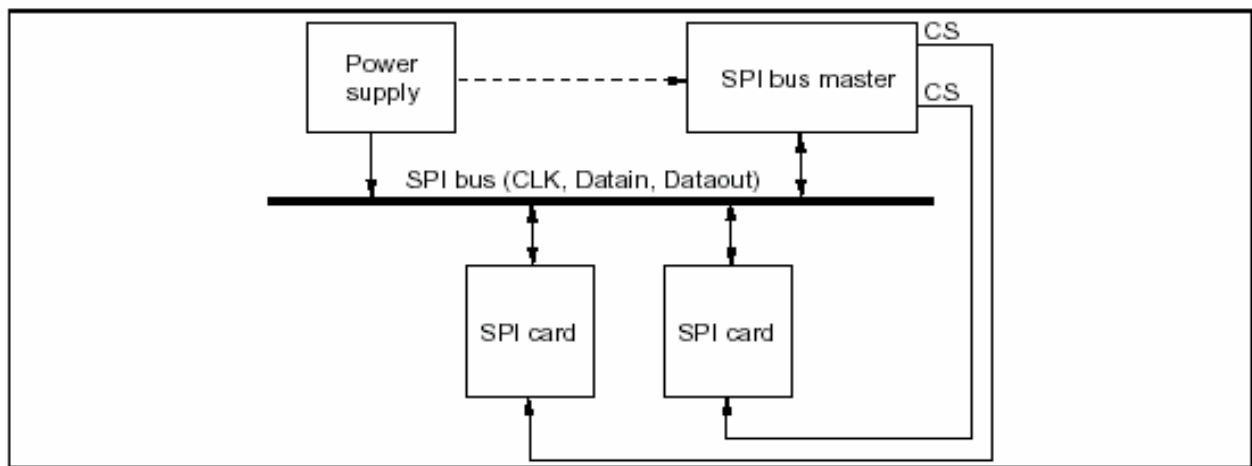 Power
supply
SPI bus master
CS
CS
SPI bus (CLK, Datain, Dataout)
SPI card
SPI card